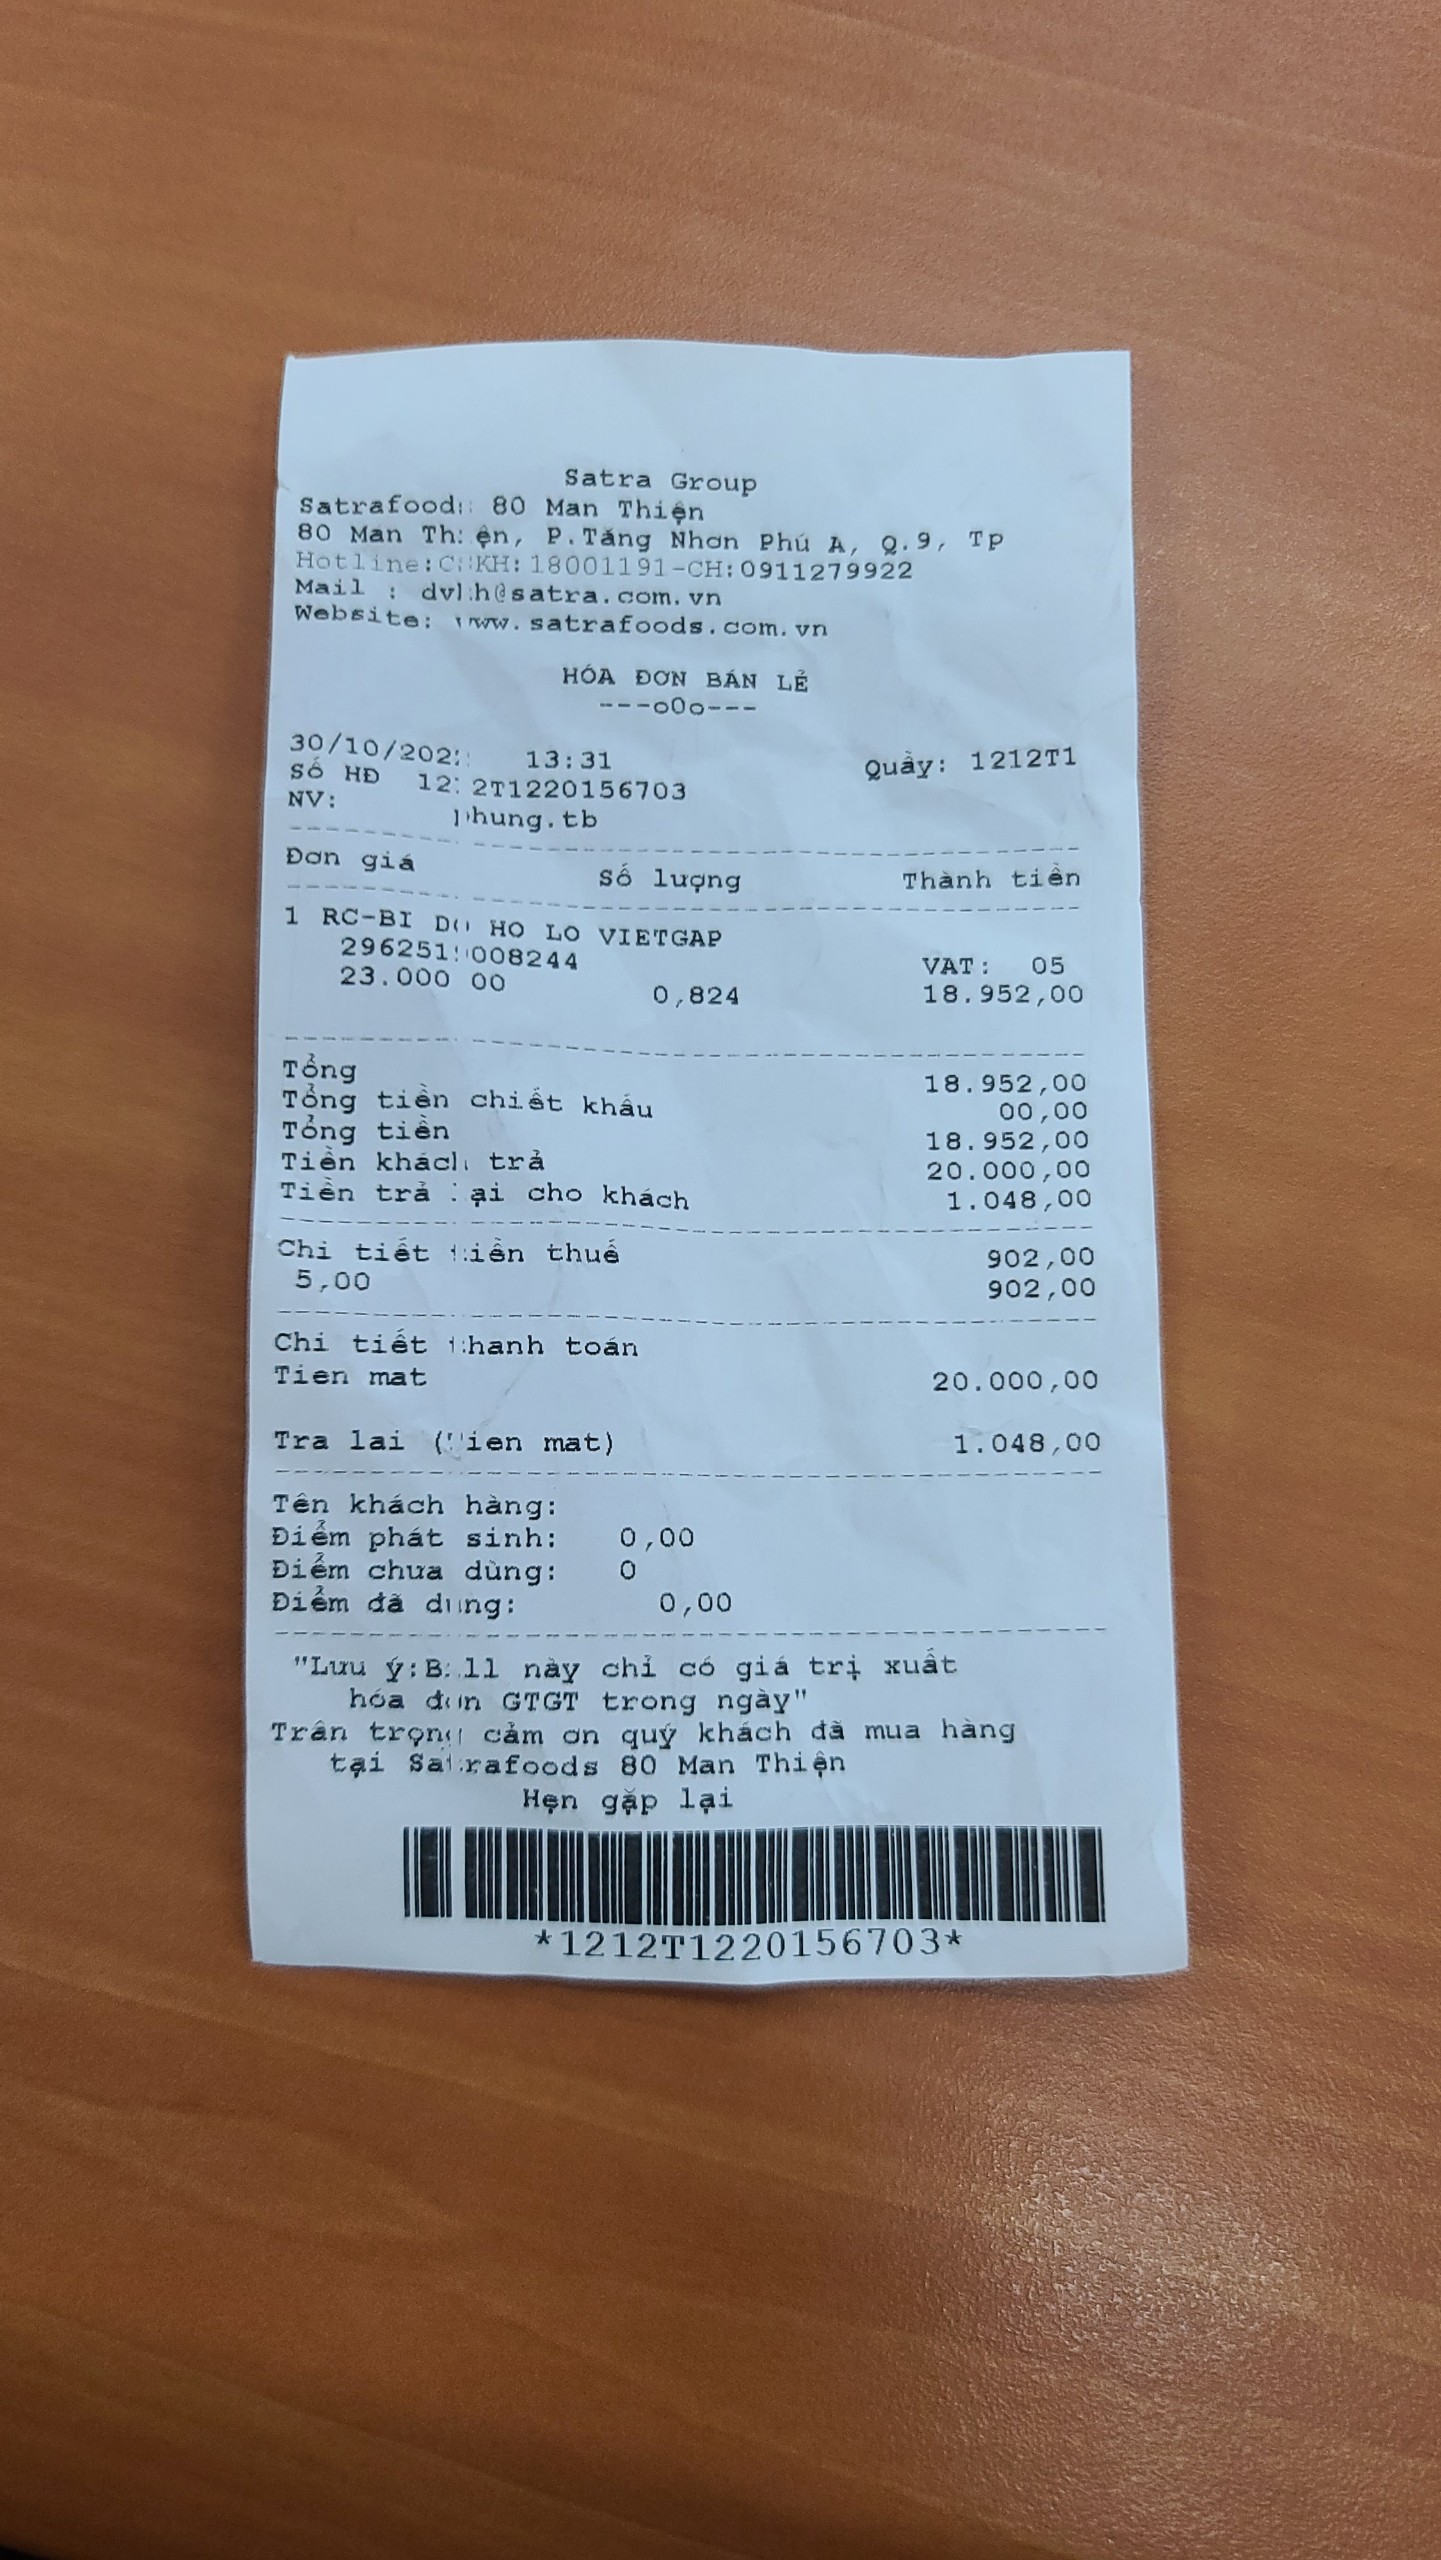 Satra Group
Satrafoods 80 Man Thiện
80 Man Thiện, P.Tăng Nhơn Phú A, Q.9, Tp
Hotline:CSKH:18001191-CH:0911279922
Mail : dvkh@satra.com.vn
Website: www.satrafoods.com.vn
HÓA ĐƠN BÁN LẺ
---o0o---
30/10/202 13:31 Quầy: 1212T1
Số HĐ 1212T1220156703
NV: phung.tb
Đơn giá Số lượng Thành tiền
1 RC-BI DO HO LO VIETGAP
296251 008244 VAT: 05
23.000 00 0,824 18.952,00
Tổng 18.952,00
Tổng tiền chiết khấu 00,00
Tổng tiền 18.952,00
Tiền khách trả 20.000,00
Tiền trả lại cho khách 1.048,00
Chi tiết tiền thuế 902,00
5,00 902,00
Chi tiết thanh toán
Tien mat 20.000,00
Tra lai (Tien mat) 1.048,00
Tên khách hàng:
Điểm phát sinh: 0,00
Điểm chưa dùng: 0
Điểm đã dùng: 0,00
"Lưu ý:Bill này chỉ có giá trị xuất
hóa đơn GTGT trong ngày"
Trân trọng cảm ơn quý khách đã mua hàng
tại Satrafoods 80 Man Thiện
Hẹn gặp lại
*1212T1220156703*